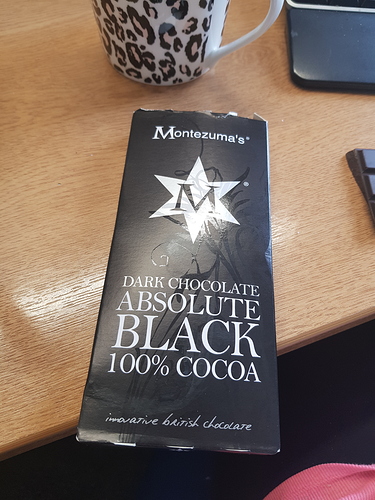 Montezuma's®
M®
DARK CHOCOLATE
ABSOLUTE
BLACK
100% COCOA
innovative british chocolate